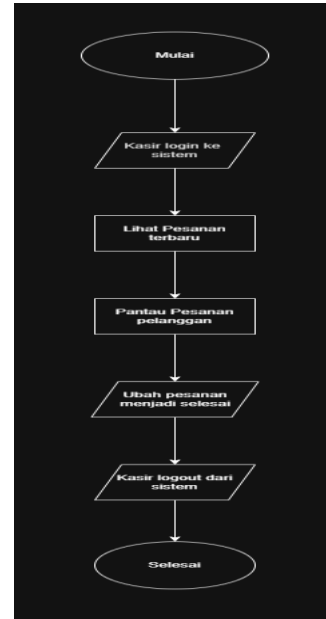 Mulai
Kasir login ke
sistem
Lihat Pesanan
terbaru
Pantau Pesanan
pelanggan
Ubah pesanan
menjadi selesai
Kasir logout dari
sistem
Selesai